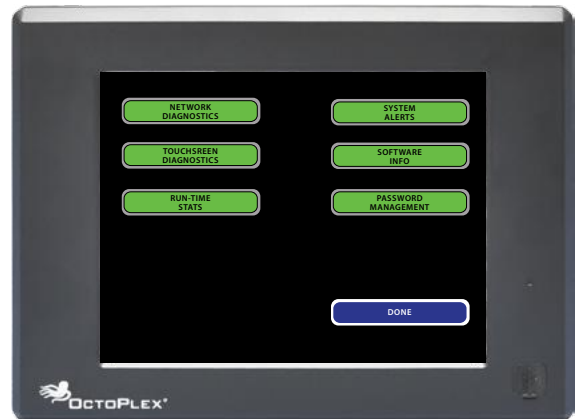 NETWORK
DIAGNOSTICS
SYSTEM
ALERTS
TOUCHSREEN
DIAGNOSTICS
SOFTWARE
INFO
RUN-TIME
STATS
PASSWORD
MANAGEMENT
DONE
OCTOPLEX®